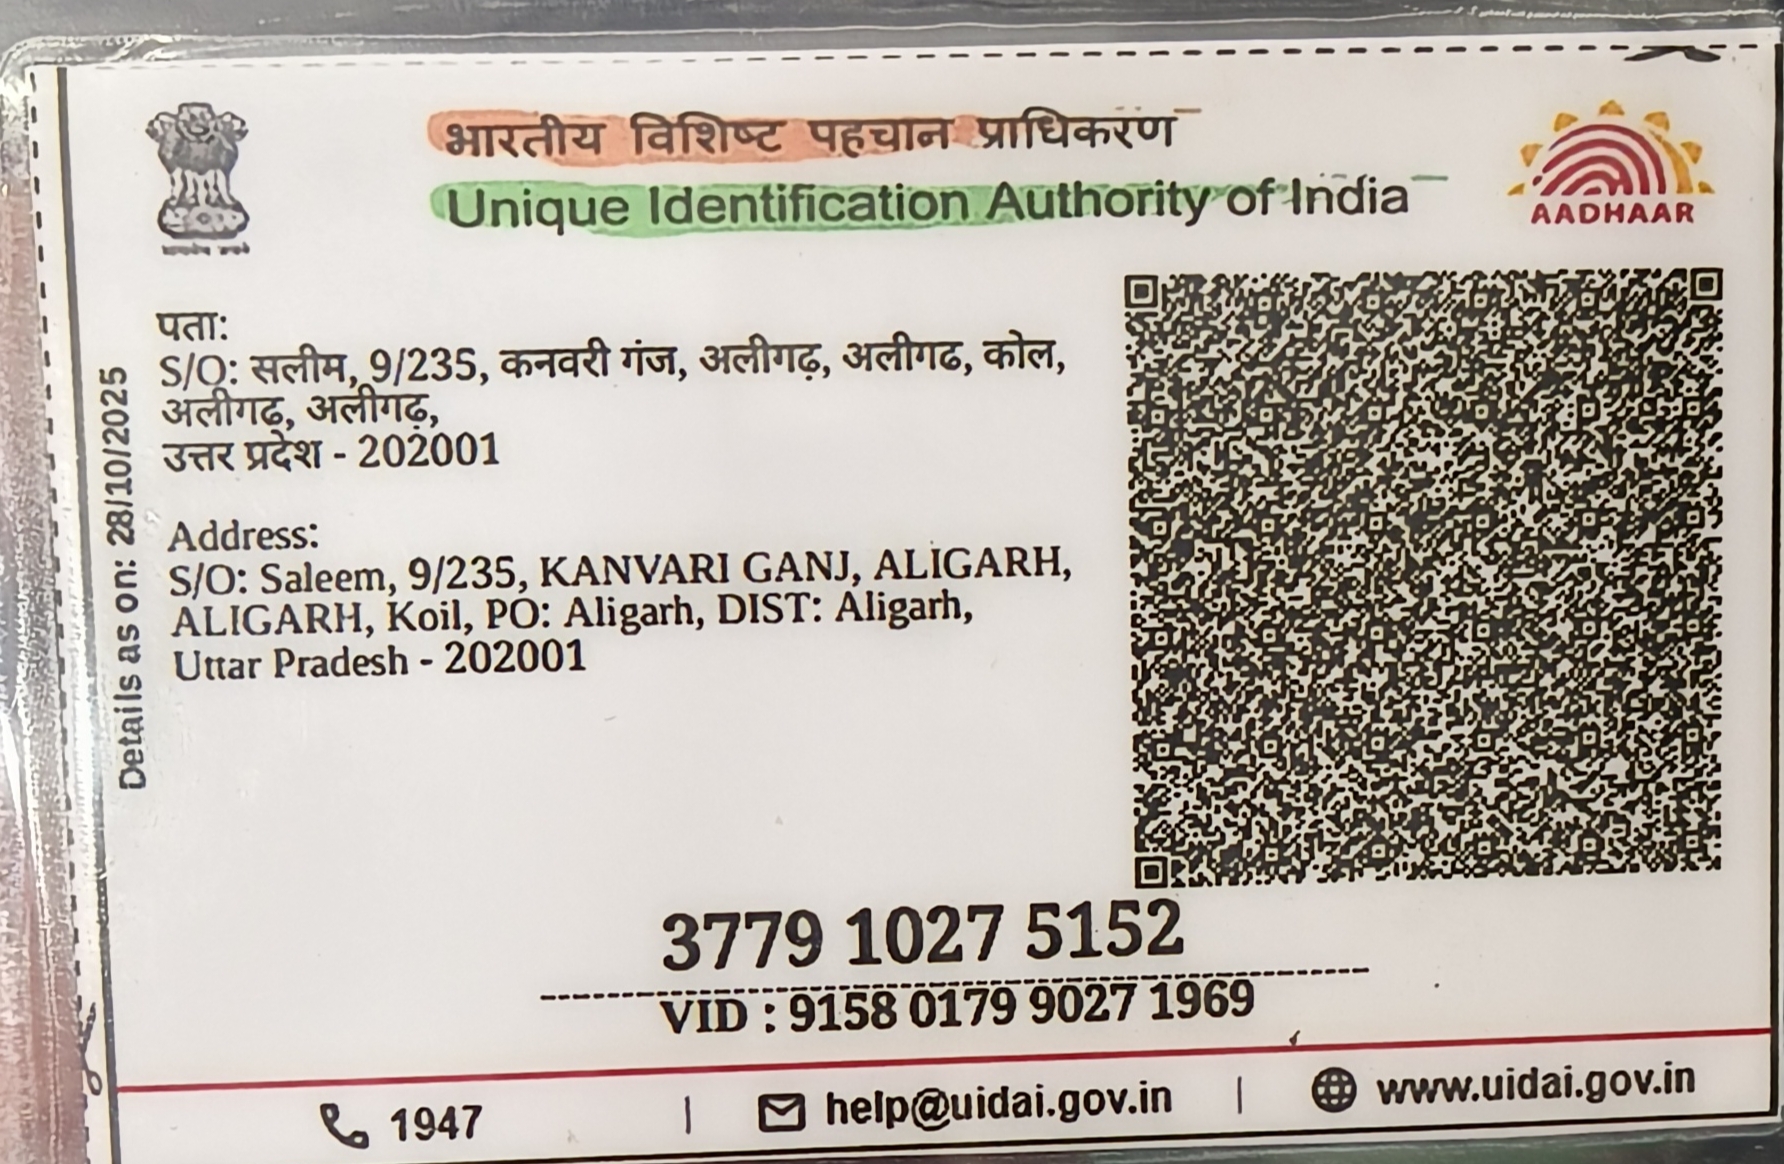 भारतीय विशिष्ट पहचान प्राधिकरण
Unique Identification Authority of India
AADHAAR
पता:
S/O: सलीम, 9/235, कनवरी गंज, अलीगढ़, अलीगढ, कोल,
अलीगढ़, अलीगढ़,
उत्तर प्रदेश - 202001
Address:
S/O: Saleem, 9/235, KANVARI GANJ, ALIGARH,
ALIGARH, Koil, PO: Aligarh, DIST: Aligarh,
Uttar Pradesh - 202001
Details as on: 28/10/2025
3779 1027 5152
VID : 9158 0179 9027 1969
1947 | help@uidai.gov.in | www.uidai.gov.in